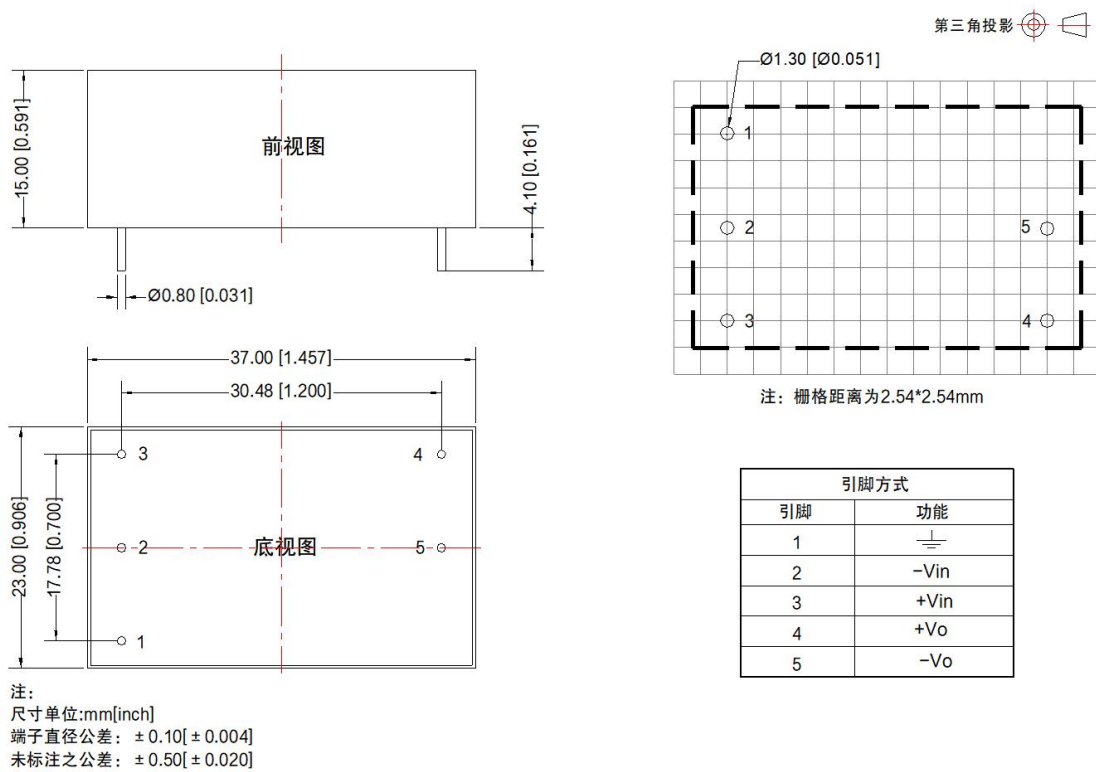 第三角投影
Ø1.30 [Ø0.051]
1
2
3
5
4
注：栅格距离为2.54*2.54mm
15.00 [0.591]
前视图
4.10 [0.161]
Ø0.80 [0.031]
37.00 [1.457]
30.48 [1.200]
23.00 [0.906]
17.78 [0.700]
3
4
2
底视图
5
1
引脚方式
引脚 功能
1
2 −Vin
3 +Vin
4 +Vo
5 −Vo
注：
尺寸单位:mm[inch]
端子直径公差：±0.10[±0.004]
未标注之公差：±0.50[±0.020]